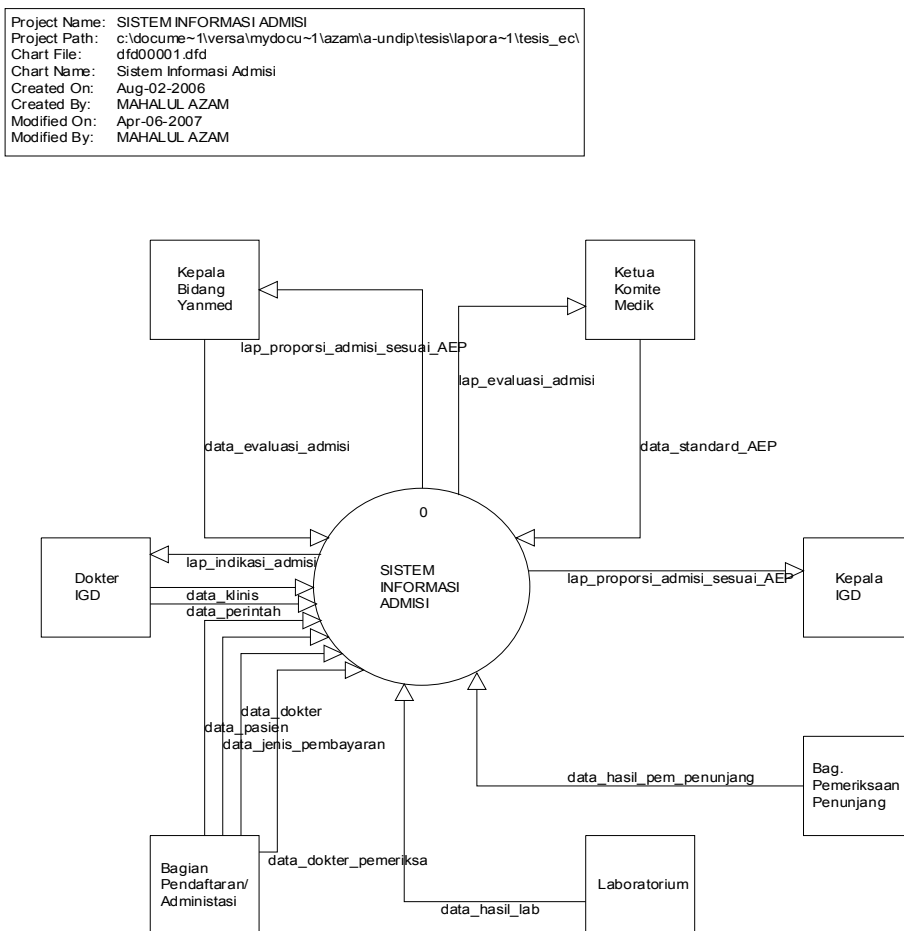 Project Name: SISTEM INFORMASI ADMISI
Project Path: c:\docume~1\versa\mydocu~1\azam\a-undip\tesis\lapora~1\tesis_ec\
Chart File: dfd00001.dfd
Chart Name: Sistem Informasi Admisi
Created On: Aug-02-2006
Created By: MAHALUL AZAM
Modified On: Apr-06-2007
Modified By: MAHALUL AZAM
Kepala
Bidang
Yanmed
Ketua
Komite
Medik
lap_proporsi_admisi_sesuai_AEP
lap_evaluasi_admisi
data_evaluasi_admisi
data_standard_AEP
0
SISTEM
INFORMASI
ADMISI
Dokter
IGD
lap_indikasi_admisi
data_klinis
data_perintah
lap_proporsi_admisi_sesuai_AEP
Kepala
IGD
data_dokter
data_pasien
data_jenis_pembayaran
data_hasil_pem_penunjang
Bag.
Pemeriksaan
Penunjang
Bagian
Pendaftaran/
Administasi
data_dokter_pemeriksa
data_hasil_lab
Laboratorium